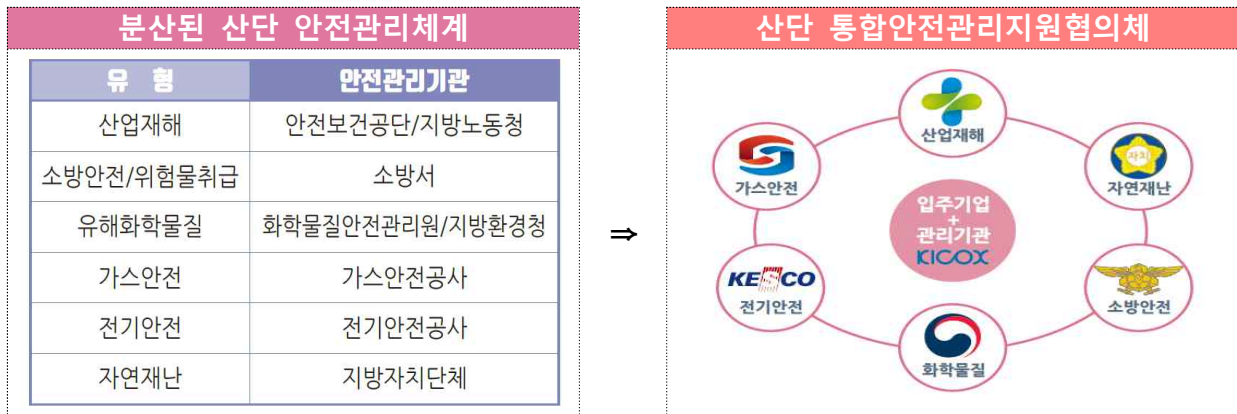 분산된 산단 안전관리체계
유 형 안전관리기관
산업재해 안전보건공단/지방노동청
소방안전/위험물취급 소방서
유해화학물질 화학물질안전관리원/지방환경청
가스안전 가스안전공사
전기안전 전기안전공사
자연재난 지방자치단체
⇒
산단 통합안전관리지원협의체
산업재해
가스안전
자치
자연재난
입주기업
+
관리기관
KICOX
KESCO
전기안전
소방안전
화학물질